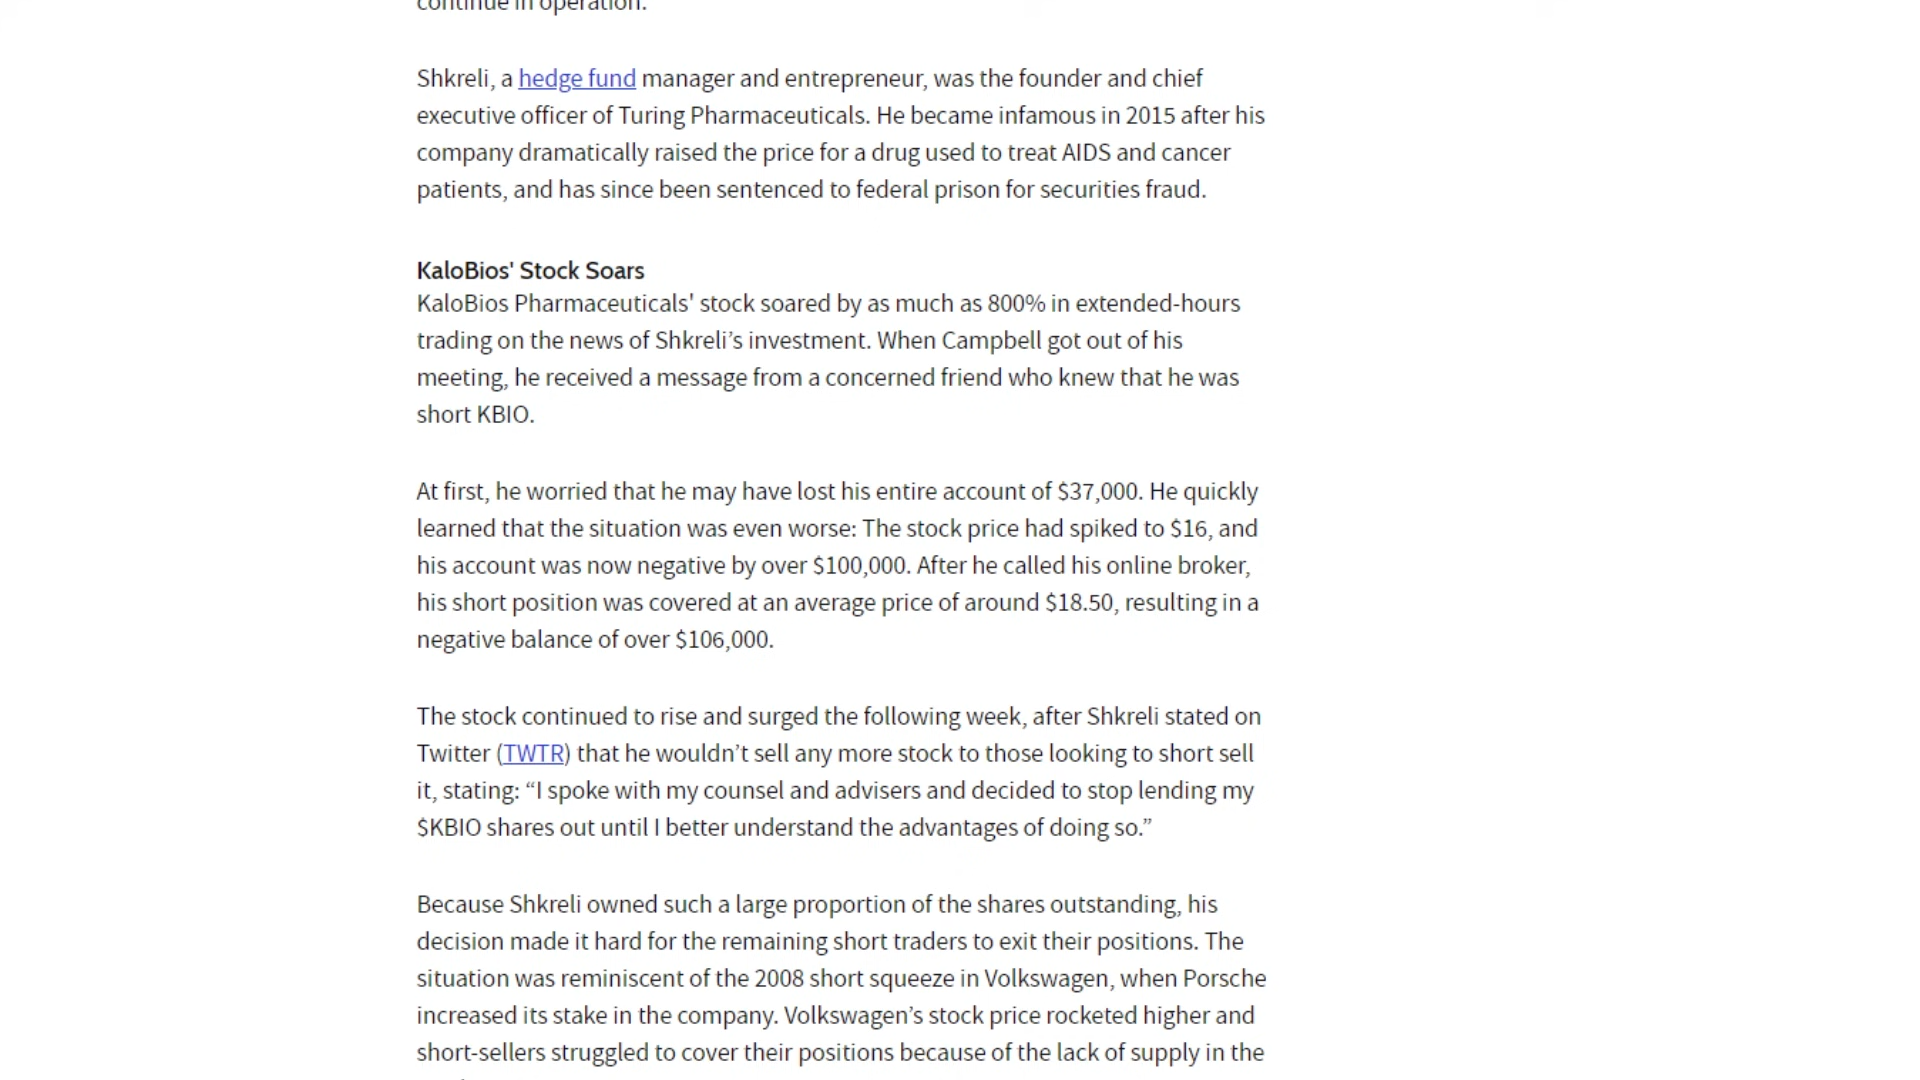 continue in operation.
Shkreli, a hedge fund manager and entrepreneur, was the founder and chief
executive officer of Turing Pharmaceuticals. He became infamous in 2015 after his
company dramatically raised the price for a drug used to treat AIDS and cancer
patients, and has since been sentenced to federal prison for securities fraud.
KaloBios' Stock Soars
KaloBios Pharmaceuticals' stock soared by as much as 800% in extended-hours
trading on the news of Shkreli’s investment. When Campbell got out of his
meeting, he received a message from a concerned friend who knew that he was
short KBIO.
At first, he worried that he may have lost his entire account of $37,000. He quickly
learned that the situation was even worse: The stock price had spiked to $16, and
his account was now negative by over $100,000. After he called his online broker,
his short position was covered at an average price of around $18.50, resulting in a
negative balance of over $106,000.
The stock continued to rise and surged the following week, after Shkreli stated on
Twitter (TWTR) that he wouldn’t sell any more stock to those looking to short sell
it, stating: “I spoke with my counsel and advisers and decided to stop lending my
$KBIO shares out until I better understand the advantages of doing so.”
Because Shkreli owned such a large proportion of the shares outstanding, his
decision made it hard for the remaining short traders to exit their positions. The
situation was reminiscent of the 2008 short squeeze in Volkswagen, when Porsche
increased its stake in the company. Volkswagen’s stock price rocketed higher and
short-sellers struggled to cover their positions because of the lack of supply in the